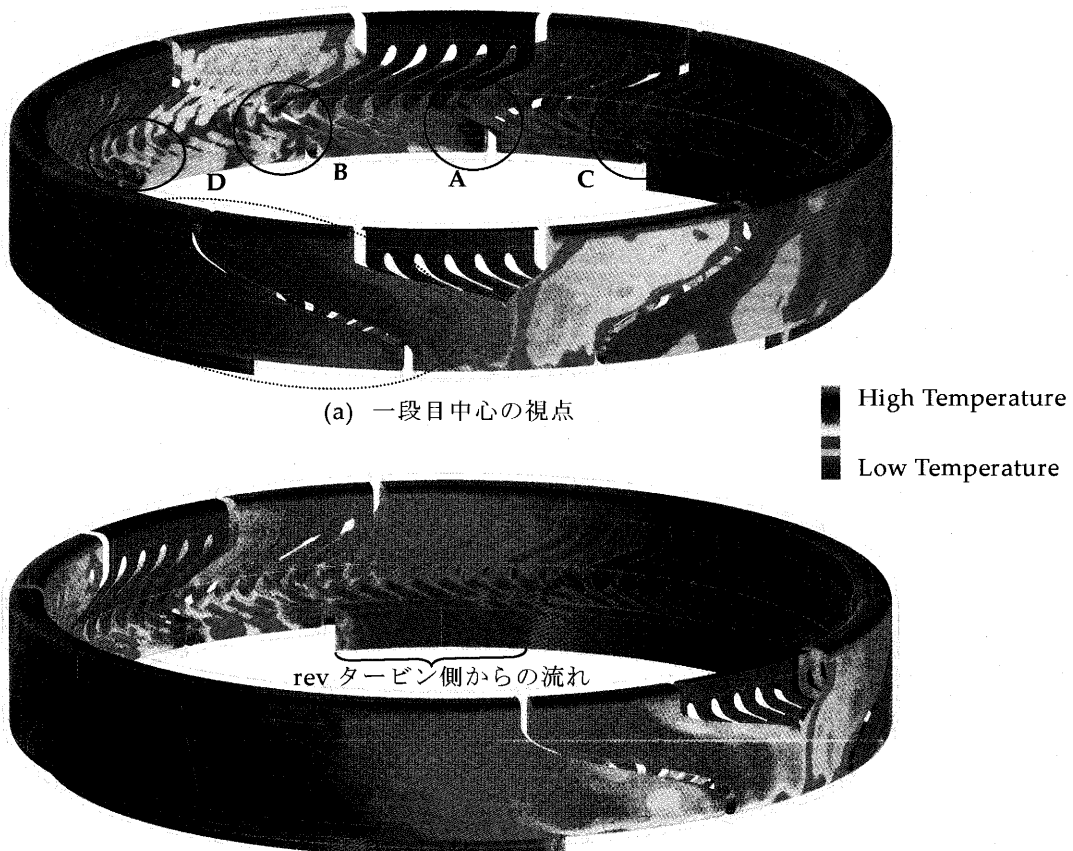 D
B
A
C
(a) 一段目中心の視点
High Temperature
Low Temperature
rev タービン側からの流れ